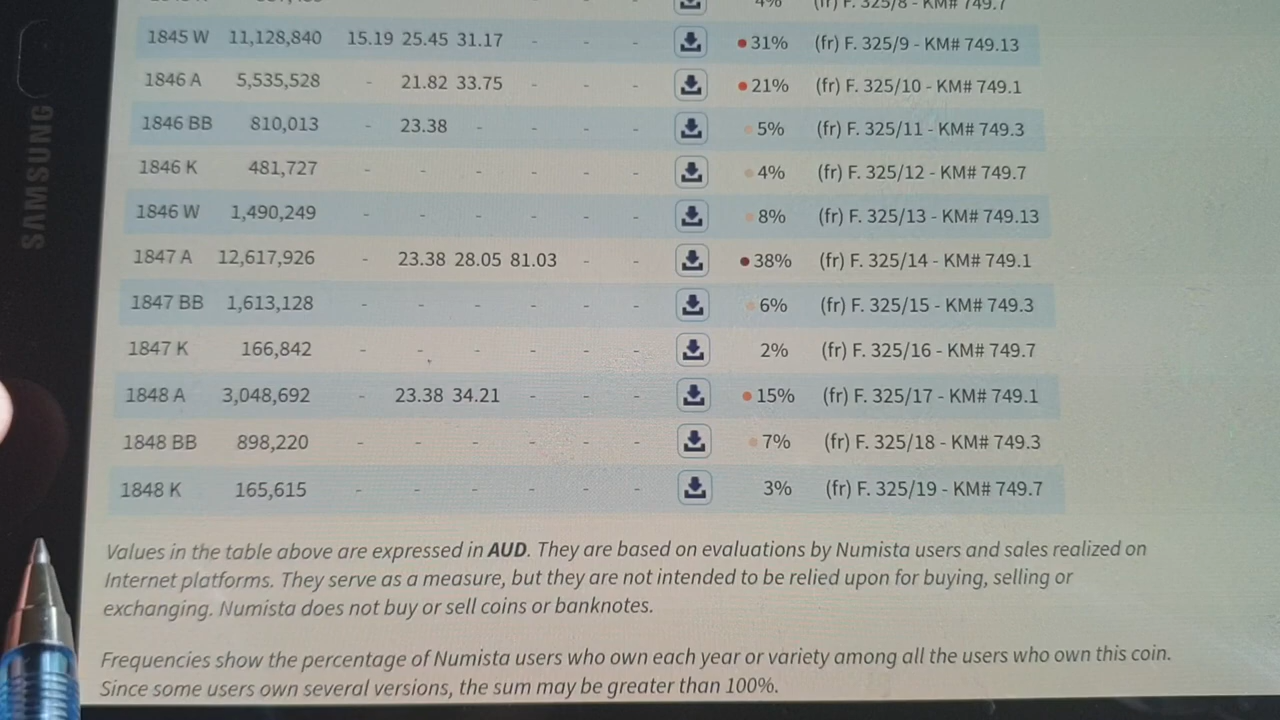 4% (fr) F. 325/8 - KM# 749.7
1845 W 11,128,840 15.19 25.45 31.17 - - - 31% (fr) F. 325/9 - KM# 749.13
1846 A 5,535,528 - 21.82 33.75 - - - 21% (fr) F. 325/10 - KM# 749.1
1846 BB 810,013 - 23.38 - - - - 5% (fr) F. 325/11 - KM# 749.3
1846 K 481,727 - - - - - - 4% (fr) F. 325/12 - KM# 749.7
1846 W 1,490,249 - - - - - - 8% (fr) F. 325/13 - KM# 749.13
1847 A 12,617,926 - 23.38 28.05 81.03 - - 38% (fr) F. 325/14 - KM# 749.1
1847 BB 1,613,128 - - - - - - 6% (fr) F. 325/15 - KM# 749.3
1847 K 166,842 - - - - - - 2% (fr) F. 325/16 - KM# 749.7
1848 A 3,048,692 - 23.38 34.21 - - - 15% (fr) F. 325/17 - KM# 749.1
1848 BB 898,220 - - - - - - 7% (fr) F. 325/18 - KM# 749.3
1848 K 165,615 - - - - - - 3% (fr) F. 325/19 - KM# 749.7
Values in the table above are expressed in AUD. They are based on evaluations by Numista users and sales realized on
Internet platforms. They serve as a measure, but they are not intended to be relied upon for buying, selling or
exchanging. Numista does not buy or sell coins or banknotes.
Frequencies show the percentage of Numista users who own each year or variety among all the users who own this coin.
Since some users own several versions, the sum may be greater than 100%.
SAMSUNG